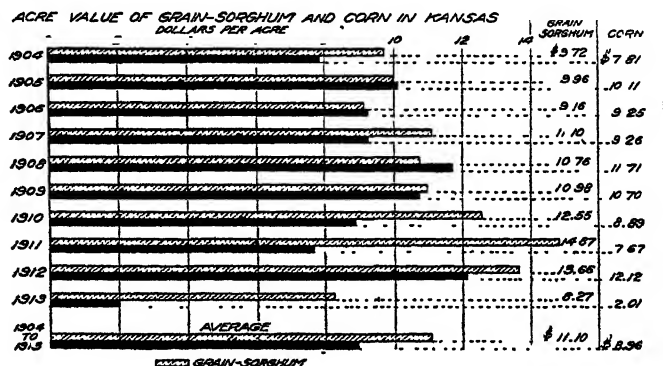 ACRE VALUE OF GRAIN-SORGHUM AND CORN IN KANSAS
DOLLARS PER ACRE
10 12 14
GRAIN SORGHUM
CORN
1904 $9.72 $7.81
1905 9.96 10.11
1906 9.16 9.25
1907 11.10 9.26
1908 10.76 11.71
1909 10.98 10.70
1910 12.55 8.89
1911 14.87 7.67
1912 13.65 12.12
1913 8.27 2.01
1904 TO 1913 AVERAGE $11.10 $8.96
GRAIN-SORGHUM